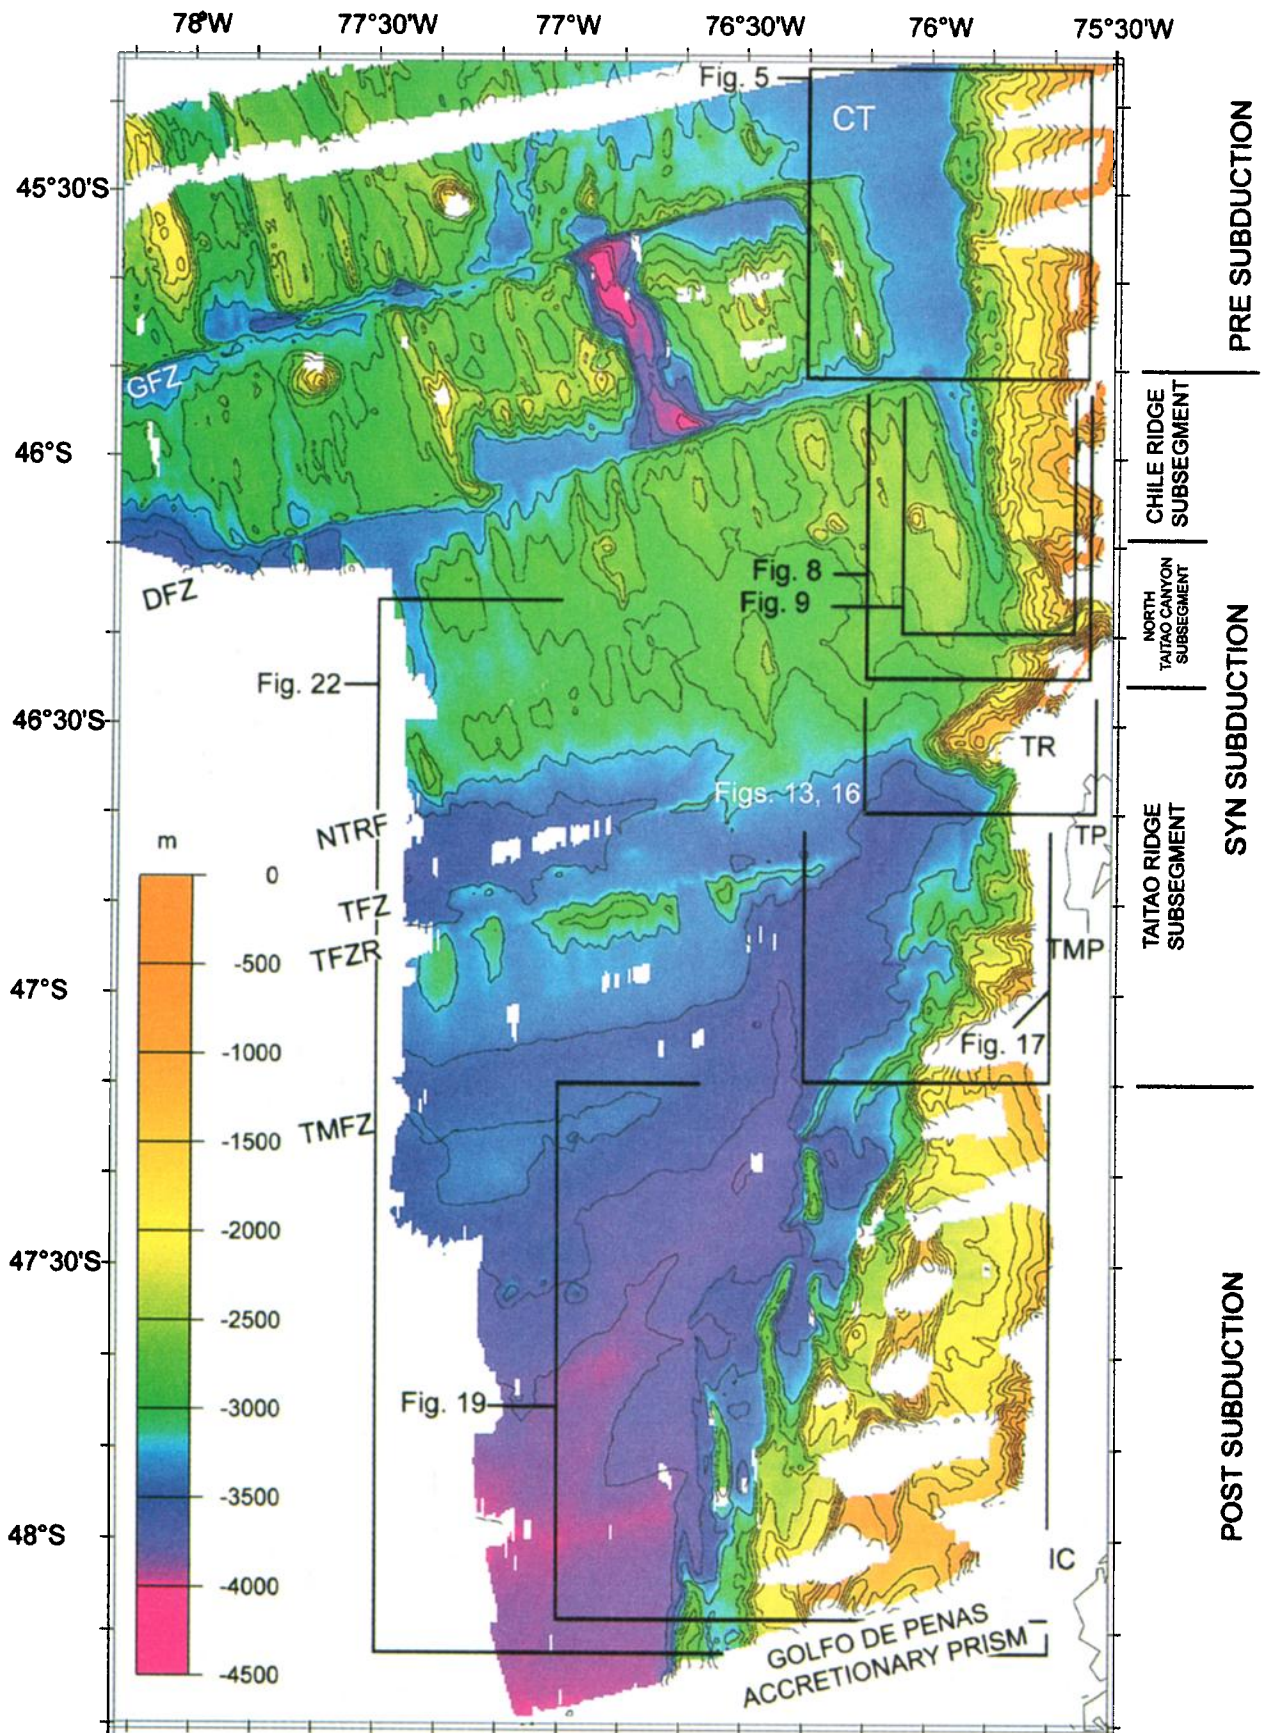 78°W
77°30'W
77°W
76°30'W
76°W
75°30'W
Fig. 5
CT
45°30'S
PRE SUBDUCTION
GFZ
46°S
CHILE RIDGE
SUBSEGMENT
DFZ
Fig. 8
Fig. 9
NORTH
TAITAO CANYON
SUBSEGMENT
Fig. 22
46°30'S
TR
SYN SUBDUCTION
Figs. 13, 16
NTRF
TP
TAITAO RIDGE
SUBSEGMENT
m
0
TFZ
TFZR
TMP
-500
47°S
Fig. 17
-1000
TMFZ
-1500
-2000
47°30'S
-2500
POST SUBDUCTION
-3000
Fig. 19
-3500
48°S
IC
-4000
GOLFO DE PENAS
ACCRETIONARY PRISM
-4500